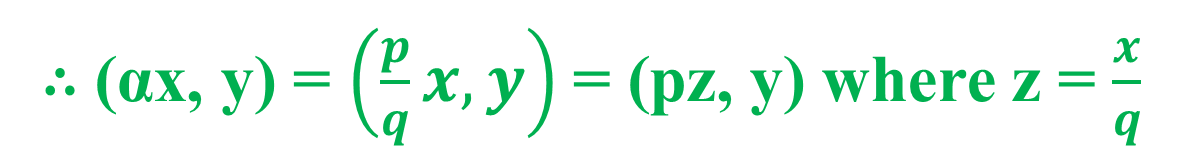 ∴ (αx, y) = (p/q x, y) = (pz, y) where z = x/q